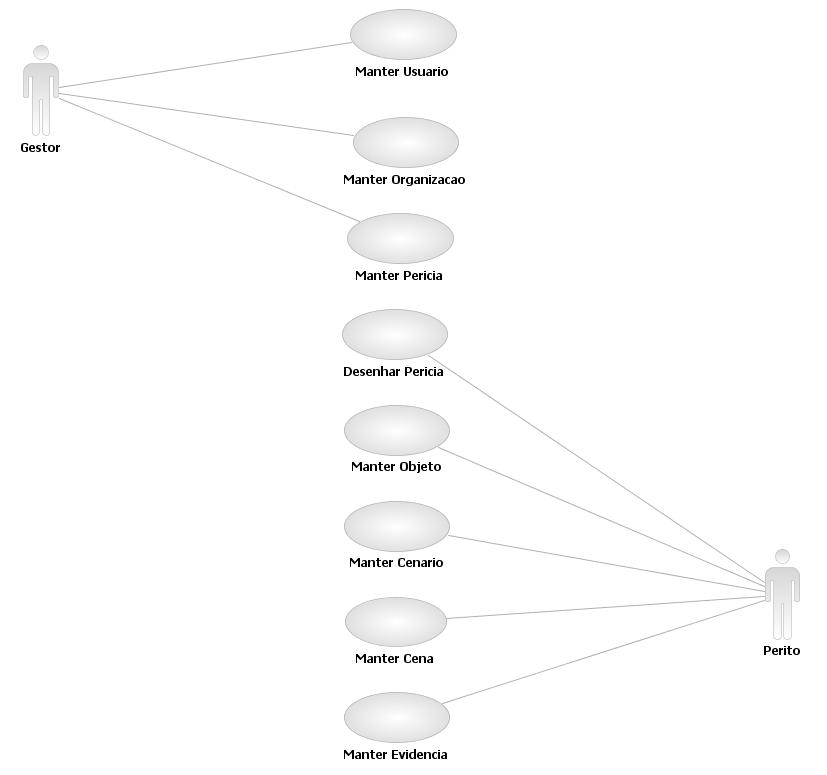 Manter Usuario
Gestor
Manter Organizacao
Manter Pericia
Desenhar Pericia
Manter Objeto
Manter Cenario
Manter Cena
Perito
Manter Evidencia